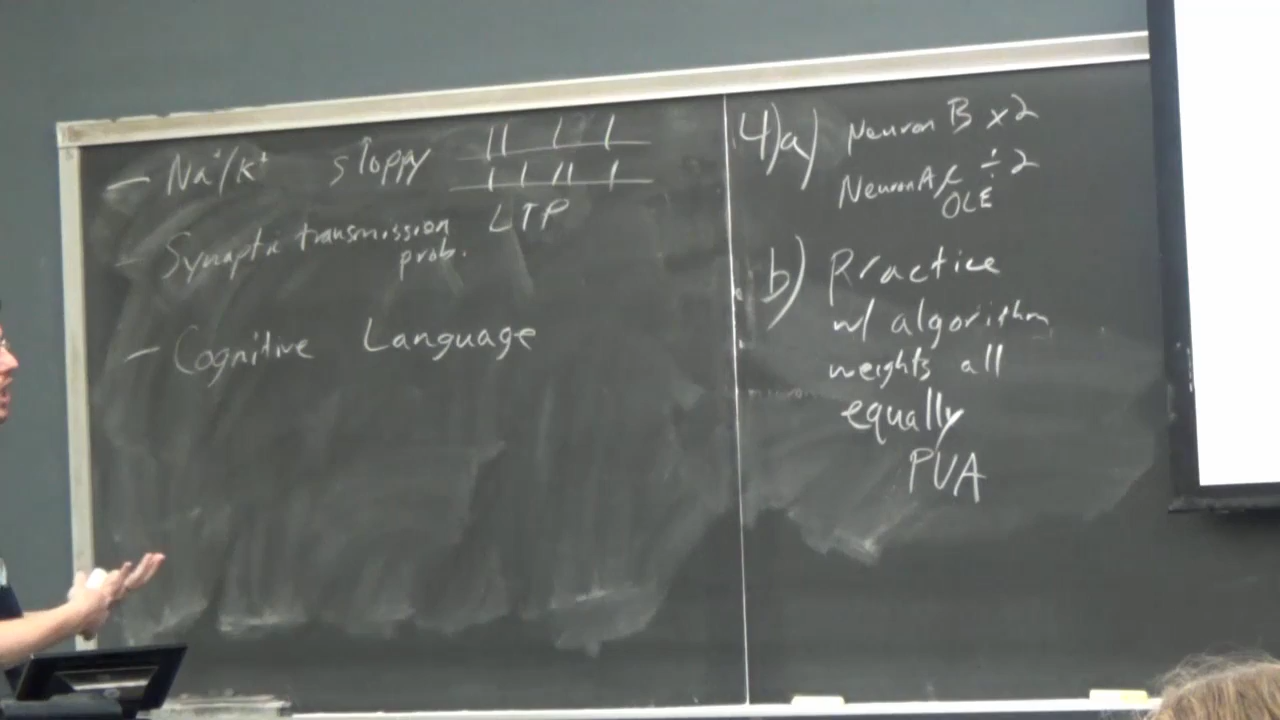 — Na⁺/K⁺ sloppy
— Synaptic transmission LTP
prob.
— Cognitive Language
4)a) Neuron B x2
Neuron A ÷2
OLE
b) Practice
w/ algorithm
weights all
equally
PVA